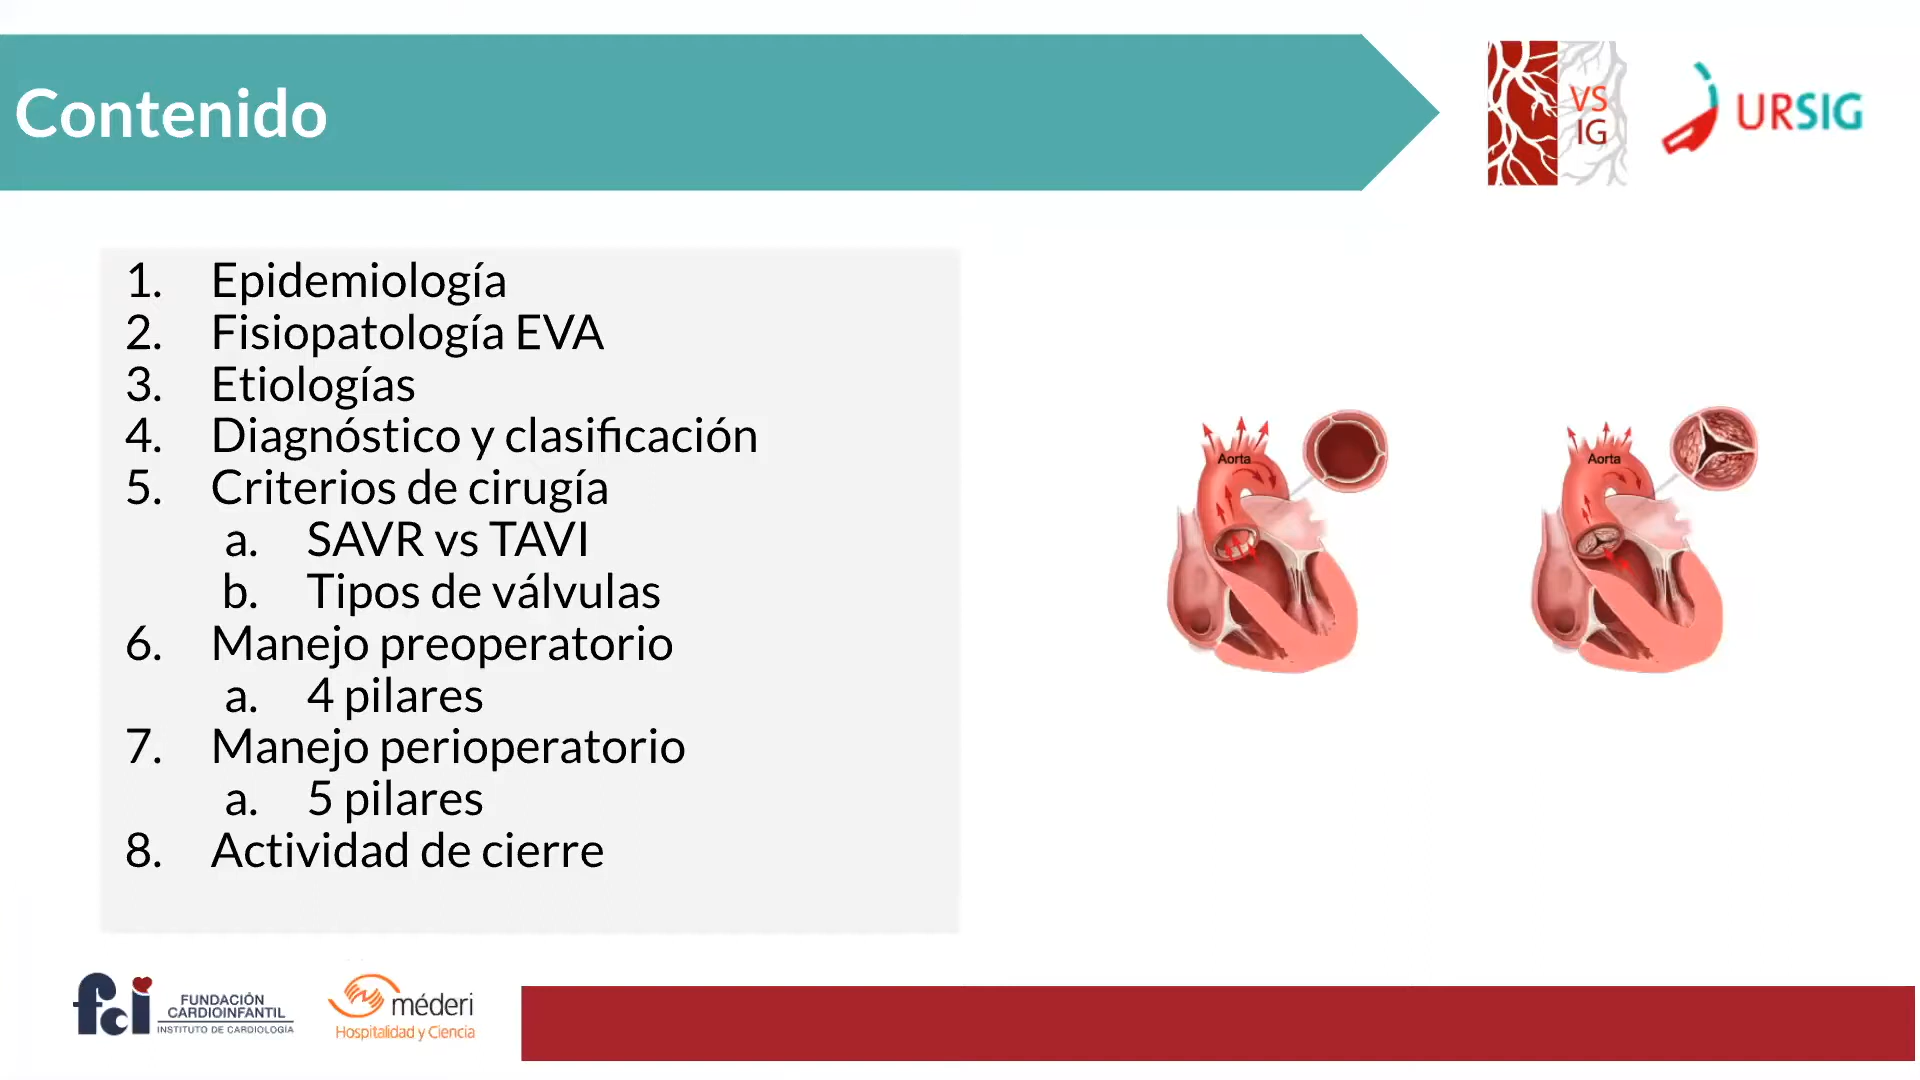 Contenido
VS
IG
URSIG
1. Epidemiología
2. Fisiopatología EVA
3. Etiologías
4. Diagnóstico y clasificación
5. Criterios de cirugía
a. SAVR vs TAVI
b. Tipos de válvulas
6. Manejo preoperatorio
a. 4 pilares
7. Manejo perioperatorio
a. 5 pilares
8. Actividad de cierre
Aorta
Aorta
fci
FUNDACIÓN
CARDIOINFANTIL
INSTITUTO DE CARDIOLOGÍA
méderi
Hospitalidad y Ciencia